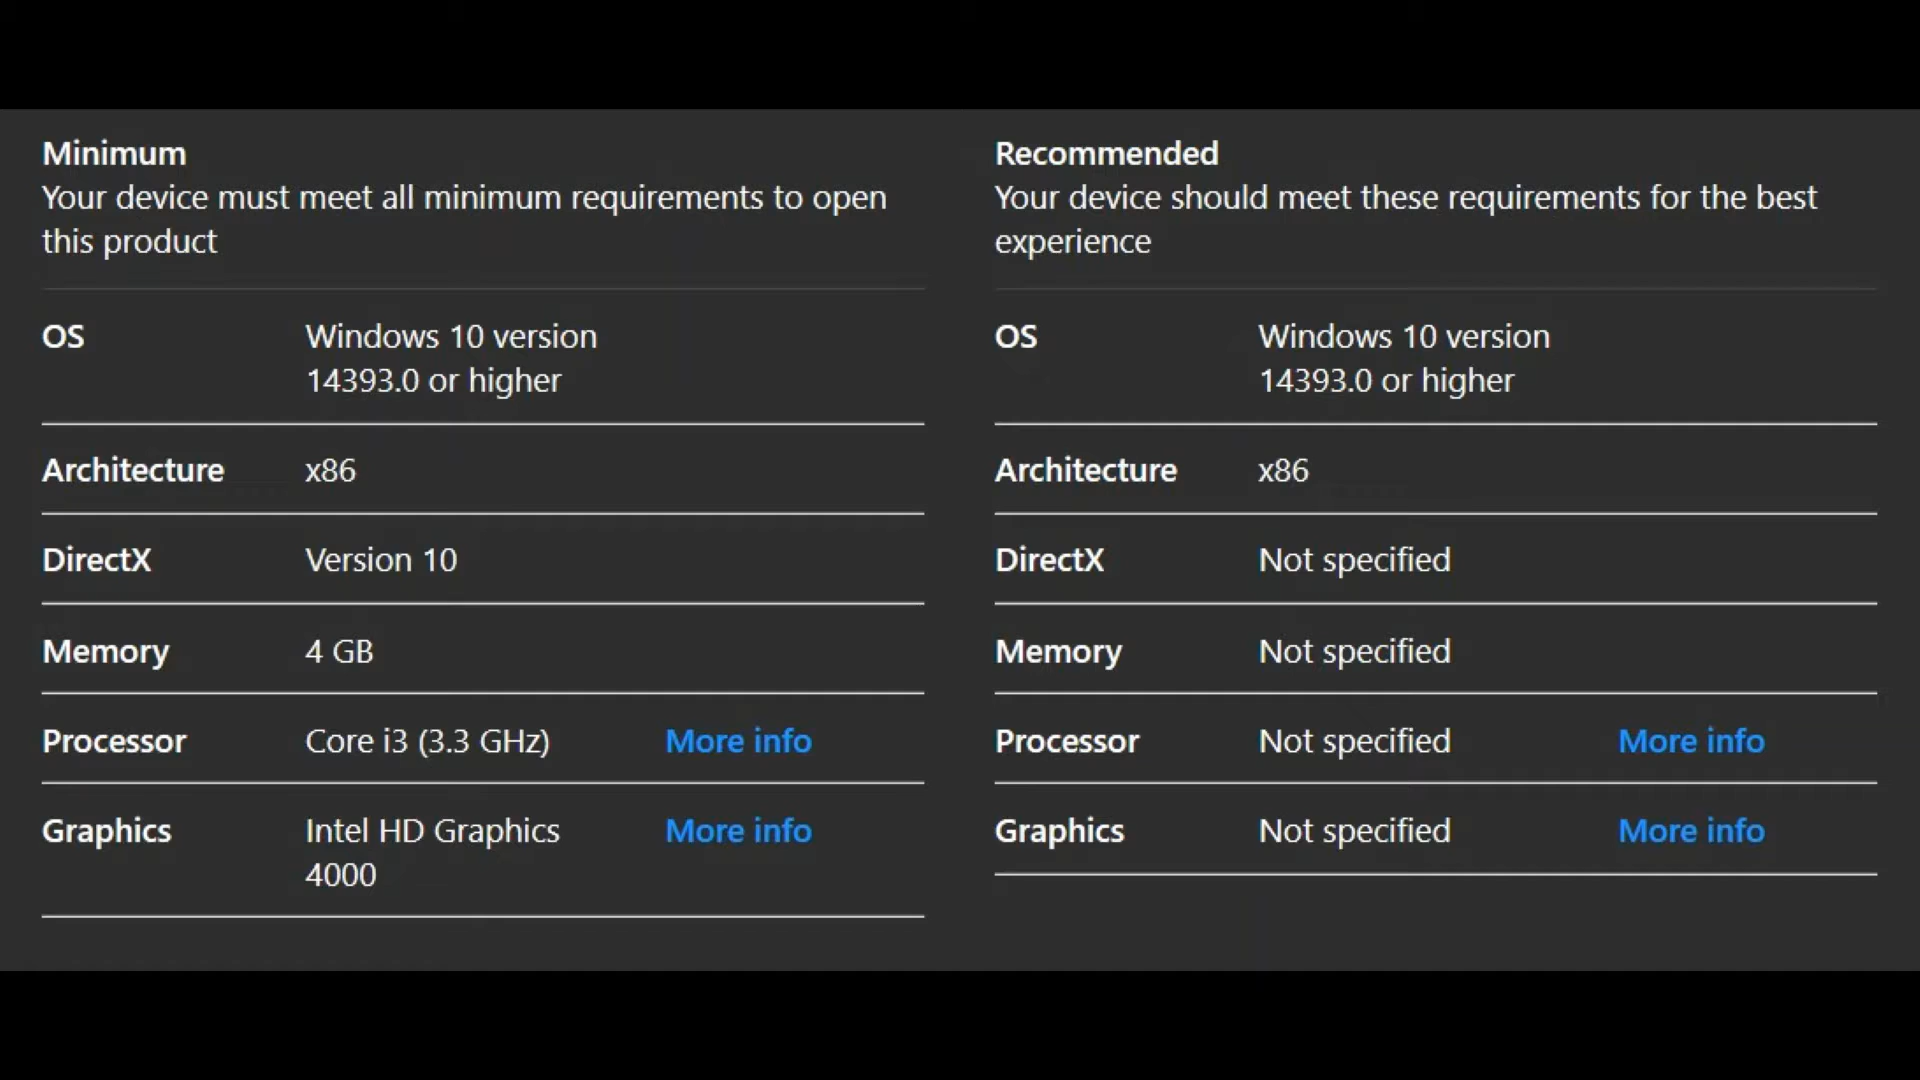 Minimum
Your device must meet all minimum requirements to open
this product
OS
Windows 10 version
14393.0 or higher
Architecture
x86
DirectX
Version 10
Memory
4 GB
Processor
Core i3 (3.3 GHz)
More info
Graphics
Intel HD Graphics
4000
More info
Recommended
Your device should meet these requirements for the best
experience
OS
Windows 10 version
14393.0 or higher
Architecture
x86
DirectX
Not specified
Memory
Not specified
Processor
Not specified
More info
Graphics
Not specified
More info